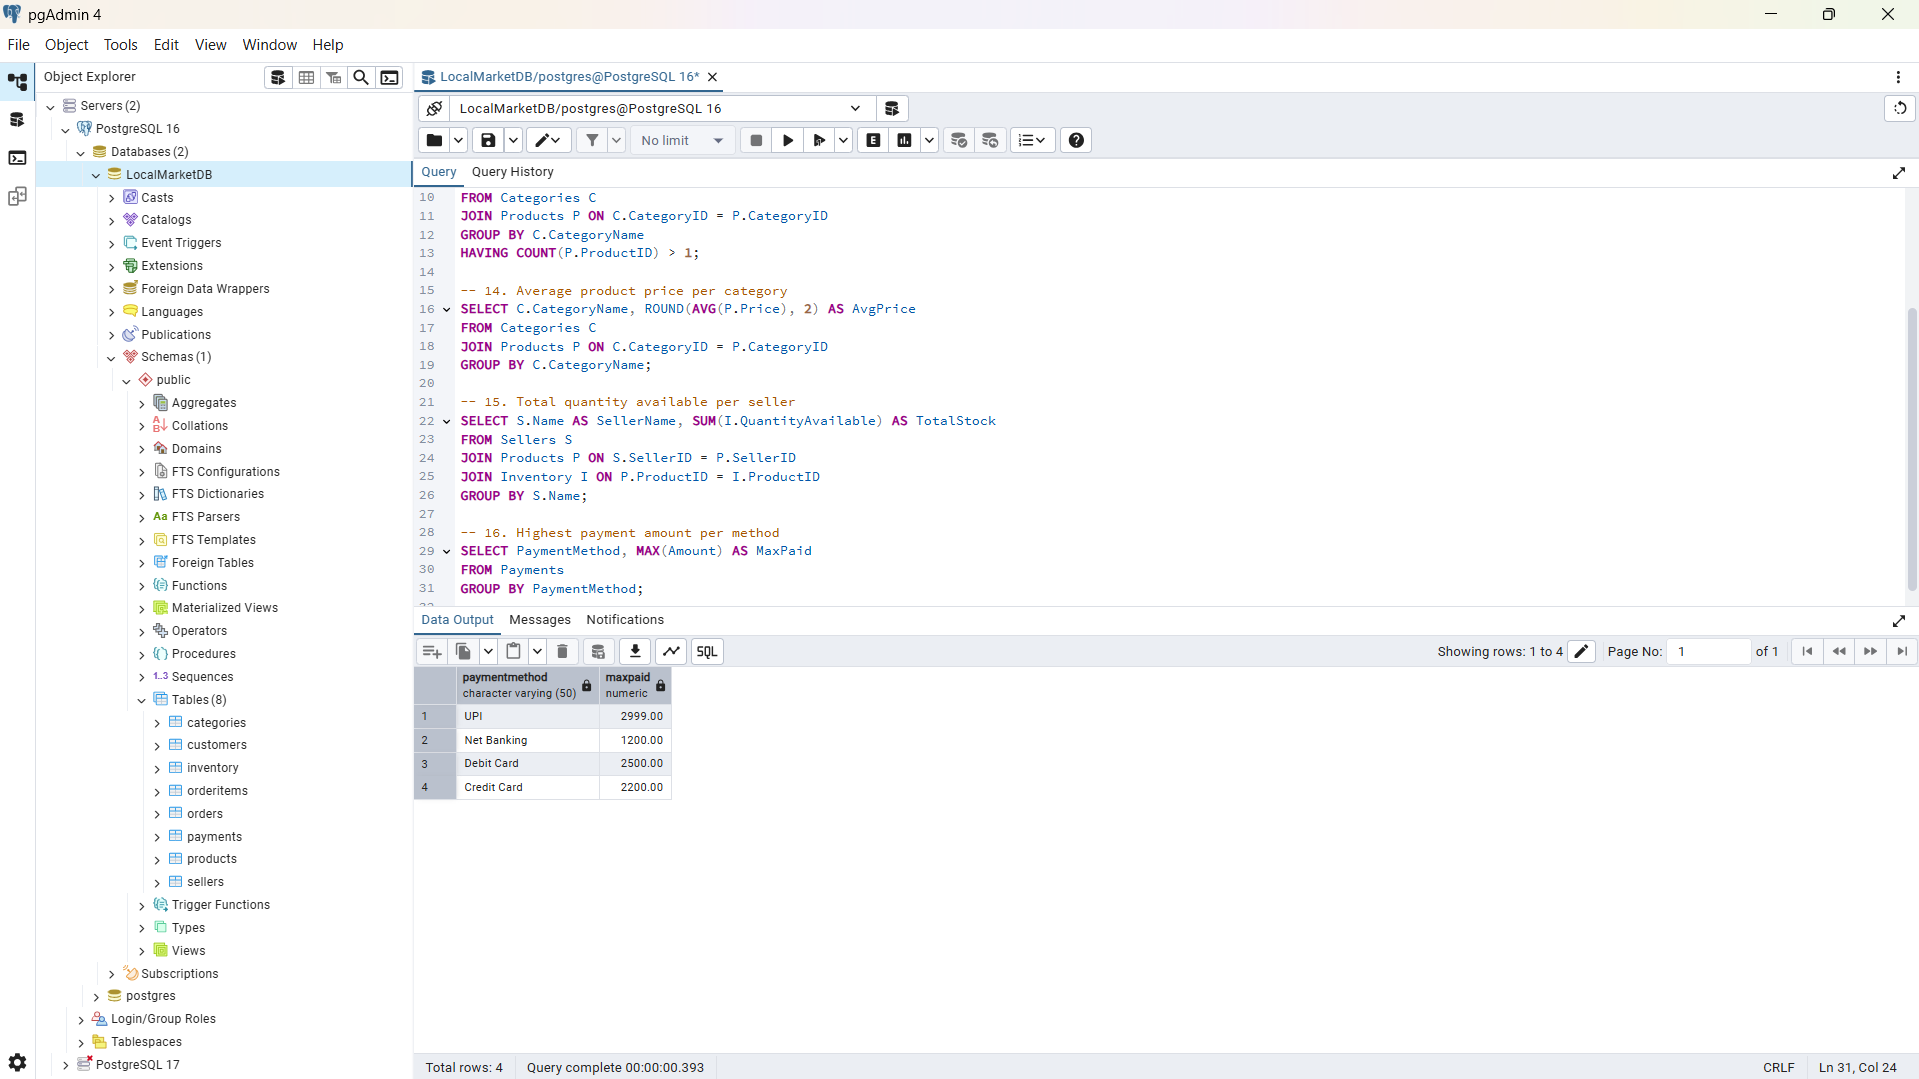 pgAdmin 4
File Object Tools Edit View Window Help
Object Explorer
LocalMarketDB/postgres@PostgreSQL 16*
LocalMarketDB/postgres@PostgreSQL 16
No limit
Servers (2)
PostgreSQL 16
Databases (2)
LocalMarketDB
Casts
Catalogs
Event Triggers
Extensions
Foreign Data Wrappers
Languages
Publications
Schemas (1)
public
Aggregates
Collations
Domains
FTS Configurations
FTS Dictionaries
FTS Parsers
FTS Templates
Foreign Tables
Functions
Materialized Views
Operators
Procedures
1..3 Sequences
Tables (8)
categories
customers
inventory
orderitems
orders
payments
products
sellers
Trigger Functions
Types
Views
Subscriptions
postgres
Login/Group Roles
Tablespaces
PostgreSQL 17
Query Query History
10 FROM Categories C
11 JOIN Products P ON C.CategoryID = P.CategoryID
12 GROUP BY C.CategoryName
13 HAVING COUNT(P.ProductID) > 1;
14
15 -- 14. Average product price per category
16 SELECT C.CategoryName, ROUND(AVG(P.Price), 2) AS AvgPrice
17 FROM Categories C
18 JOIN Products P ON C.CategoryID = P.CategoryID
19 GROUP BY C.CategoryName;
20
21 -- 15. Total quantity available per seller
22 SELECT S.Name AS SellerName, SUM(I.QuantityAvailable) AS TotalStock
23 FROM Sellers S
24 JOIN Products P ON S.SellerID = P.SellerID
25 JOIN Inventory I ON P.ProductID = I.ProductID
26 GROUP BY S.Name;
27
28 -- 16. Highest payment amount per method
29 SELECT PaymentMethod, MAX(Amount) AS MaxPaid
30 FROM Payments
31 GROUP BY PaymentMethod;
Data Output Messages Notifications
SQL
Showing rows: 1 to 4 Page No: 1 of 1
paymentmethod maxpaid
character varying (50) numeric
1 UPI 2999.00
2 Net Banking 1200.00
3 Debit Card 2500.00
4 Credit Card 2200.00
Total rows: 4 Query complete 00:00:00.393 CRLF Ln 31, Col 24